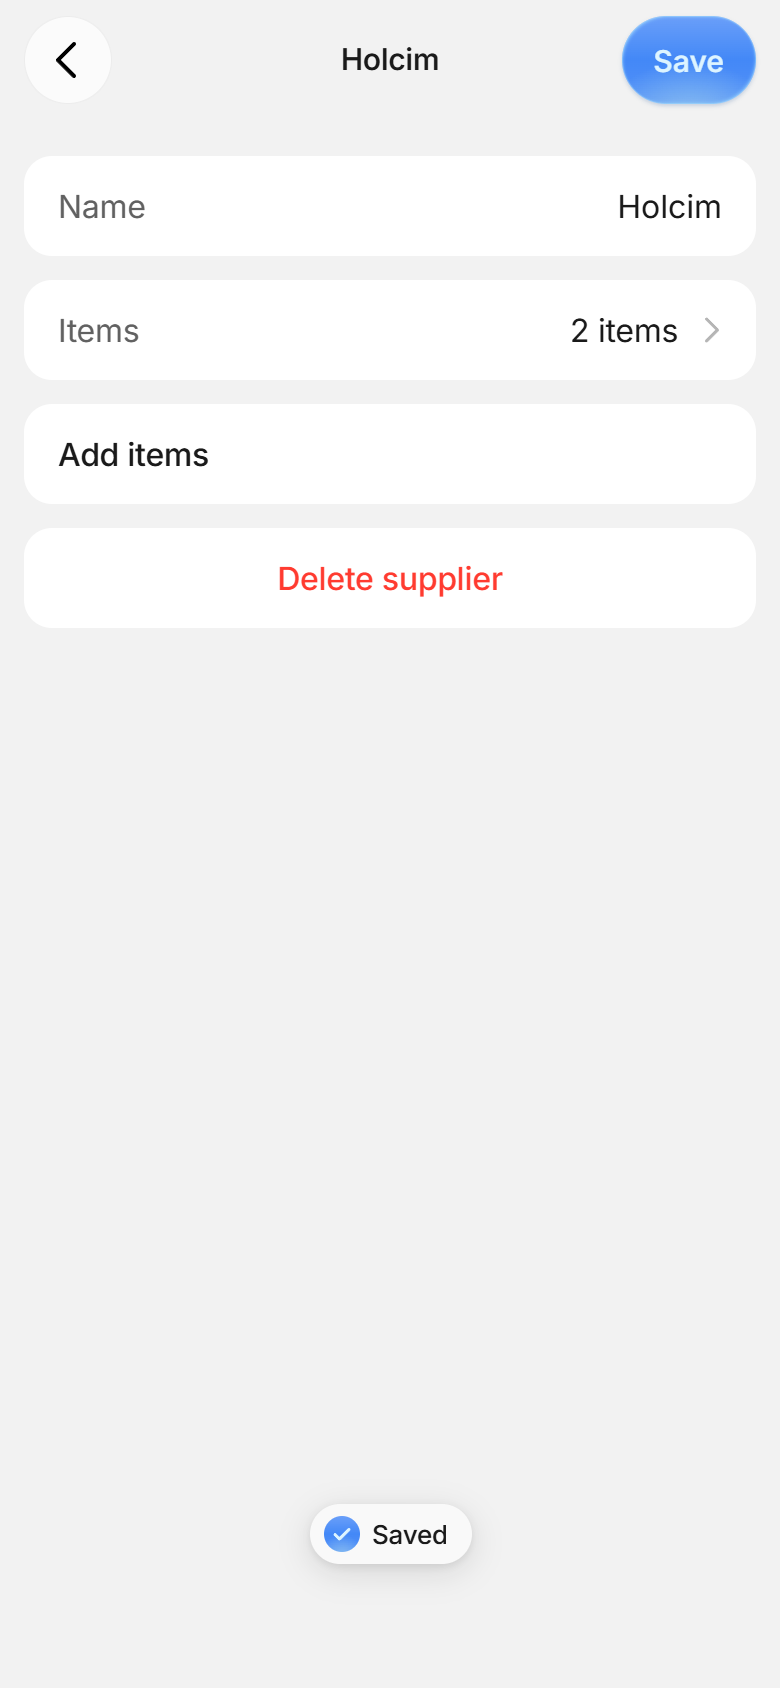 Holcim
Save
Name
Holcim
Items
2 items
Add items
Delete supplier
Saved